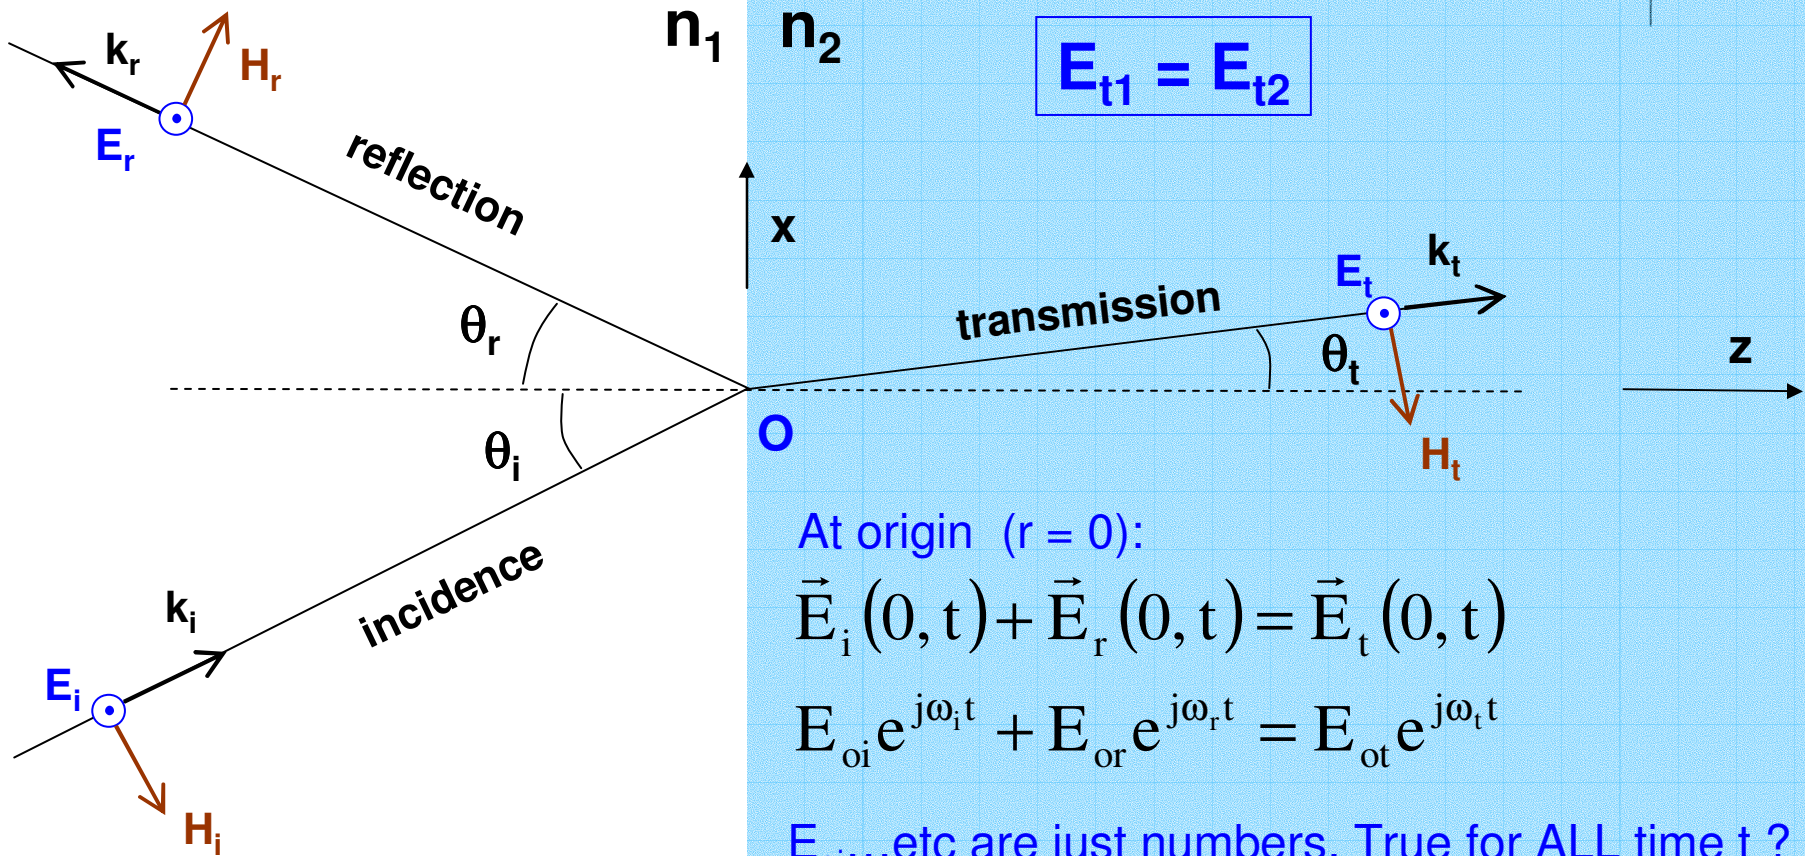 n1 n2
Et1 = Et2
kr
Hr
Er
reflection
x
θr
Et
kt
transmission
θt
z
O
θi
Ht
At origin (r = 0):
incidence
ki
E⃗i(0, t) + E⃗r(0, t) = E⃗t(0, t)
Ei
Eoi e^jωit + Eor e^jωrt = Eot e^jωtt
Hi
...etc are just numbers. True for ALL time t ?